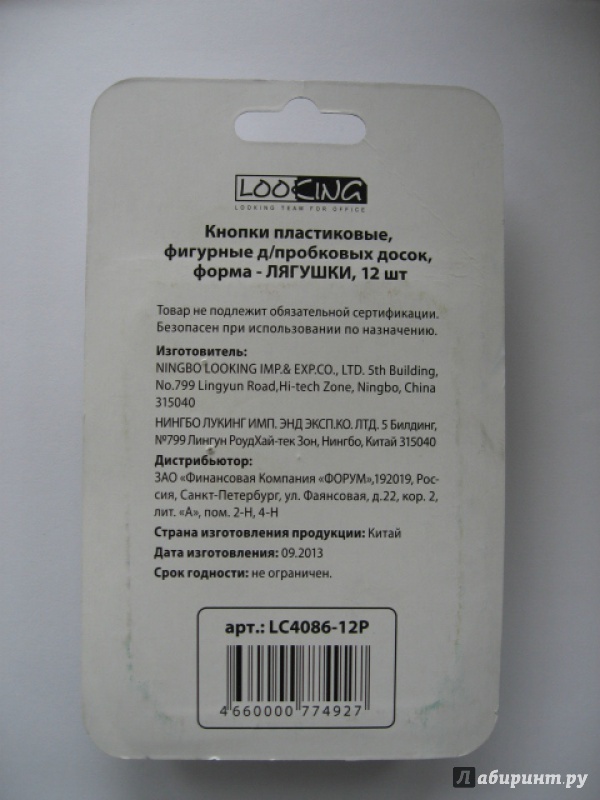 LOOKING
LOOKING TEAM FOR OFFICE
Кнопки пластиковые,
фигурные д/пробковых досок,
форма - ЛЯГУШКИ, 12 шт
Товар не подлежит обязательной сертификации.
Безопасен при использовании по назначению.
Изготовитель:
NINGBO LOOKING IMP.& EXP.CO., LTD. 5th Building,
No.799 Lingyun Road,Hi-tech Zone, Ningbo, China
315040
НИНГБО ЛУКИНГ ИМП. ЭНД ЭКСП.КО. ЛТД. 5 Билдинг,
№799 Лингун РоудХай-тек Зон, Нингбо, Китай 315040
Дистрибьютор:
ЗАО «Финансовая Компания «ФОРУМ»,192019, Рос-
сия, Санкт-Петербург, ул. Фаянсовая, д.22, кор. 2,
лит. «А», пом. 2-Н, 4-Н
Страна изготовления продукции: Китай
Дата изготовления: 09.2013
Срок годности: не ограничен.
арт.: LC4086-12P
4 660000 774927
Лабиринт.ру